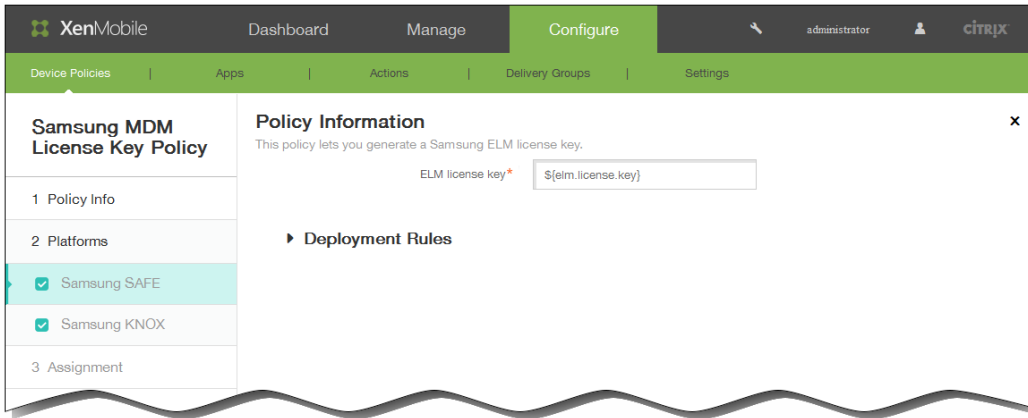 XenMobile Dashboard Manage Configure administrator CITRIX
Device Policies | Apps | Actions | Delivery Groups | Settings
Samsung MDM
License Key Policy
1 Policy Info
2 Platforms
Samsung SAFE
Samsung KNOX
3 Assignment
Policy Information
This policy lets you generate a Samsung ELM license key.
ELM license key* ${elm.license.key}
Deployment Rules